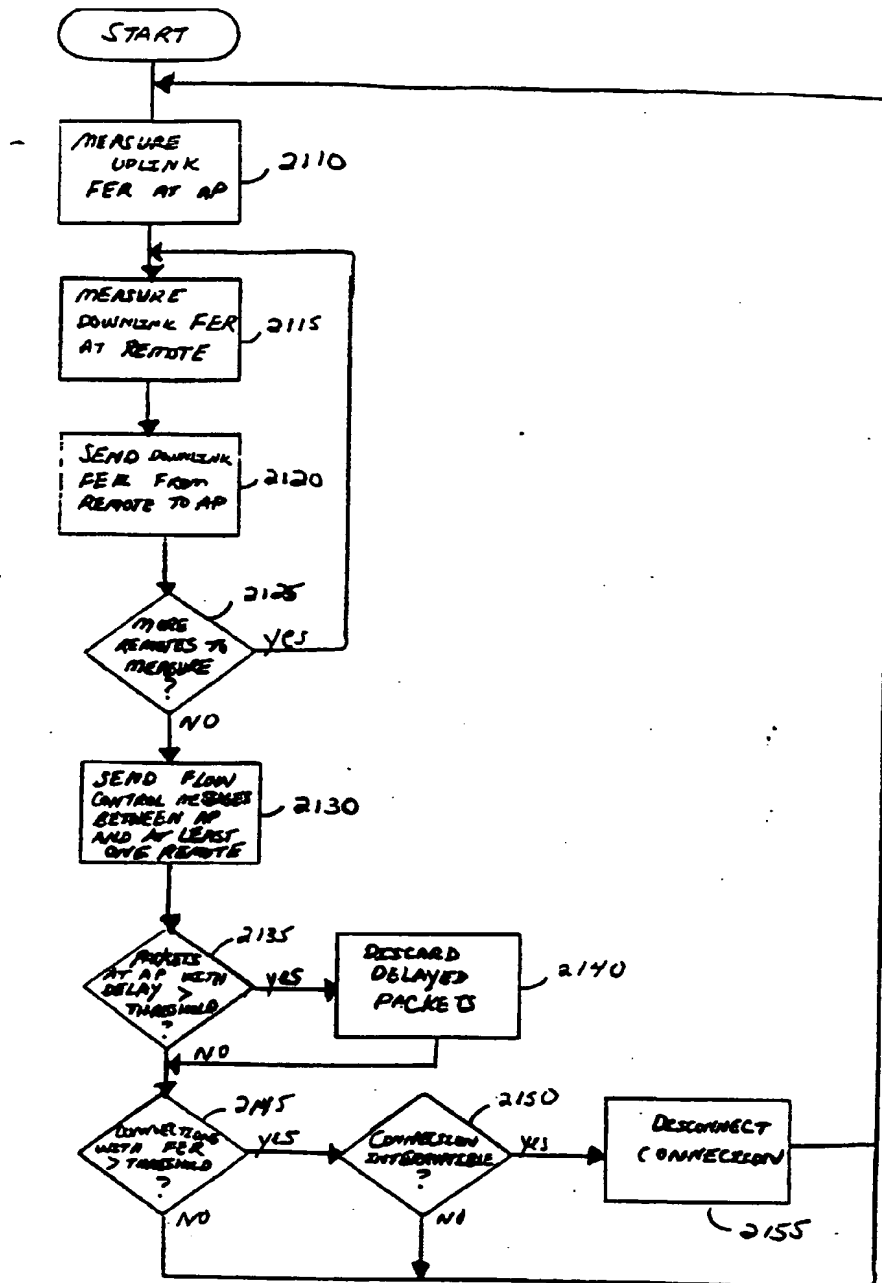 START
MEASURE
UPLINK
FER AT AP
2110
MEASURE
DOWNLINK FER
AT REMOTE
2115
SEND DOWNLINK
FER FROM
REMOTE TO AP
2120
2125
MORE
REMOTES TO
MEASURE
?
yes
NO
SEND FLOW
CONTROL MESSAGES
BETWEEN AP
AND AT LEAST
ONE REMOTE
2130
2135
PACKETS
AT AP WITH
DELAY >
THRESHOLD
?
yes
NO
DISCARD
DELAYED
PACKETS
2140
2145
CONNECTIONS
WITH FER
> THRESHOLD
?
yes
NO
2150
CONNECTION
INTERRUPTIBLE
?
yes
NO
DISCONNECT
CONNECTION
2155